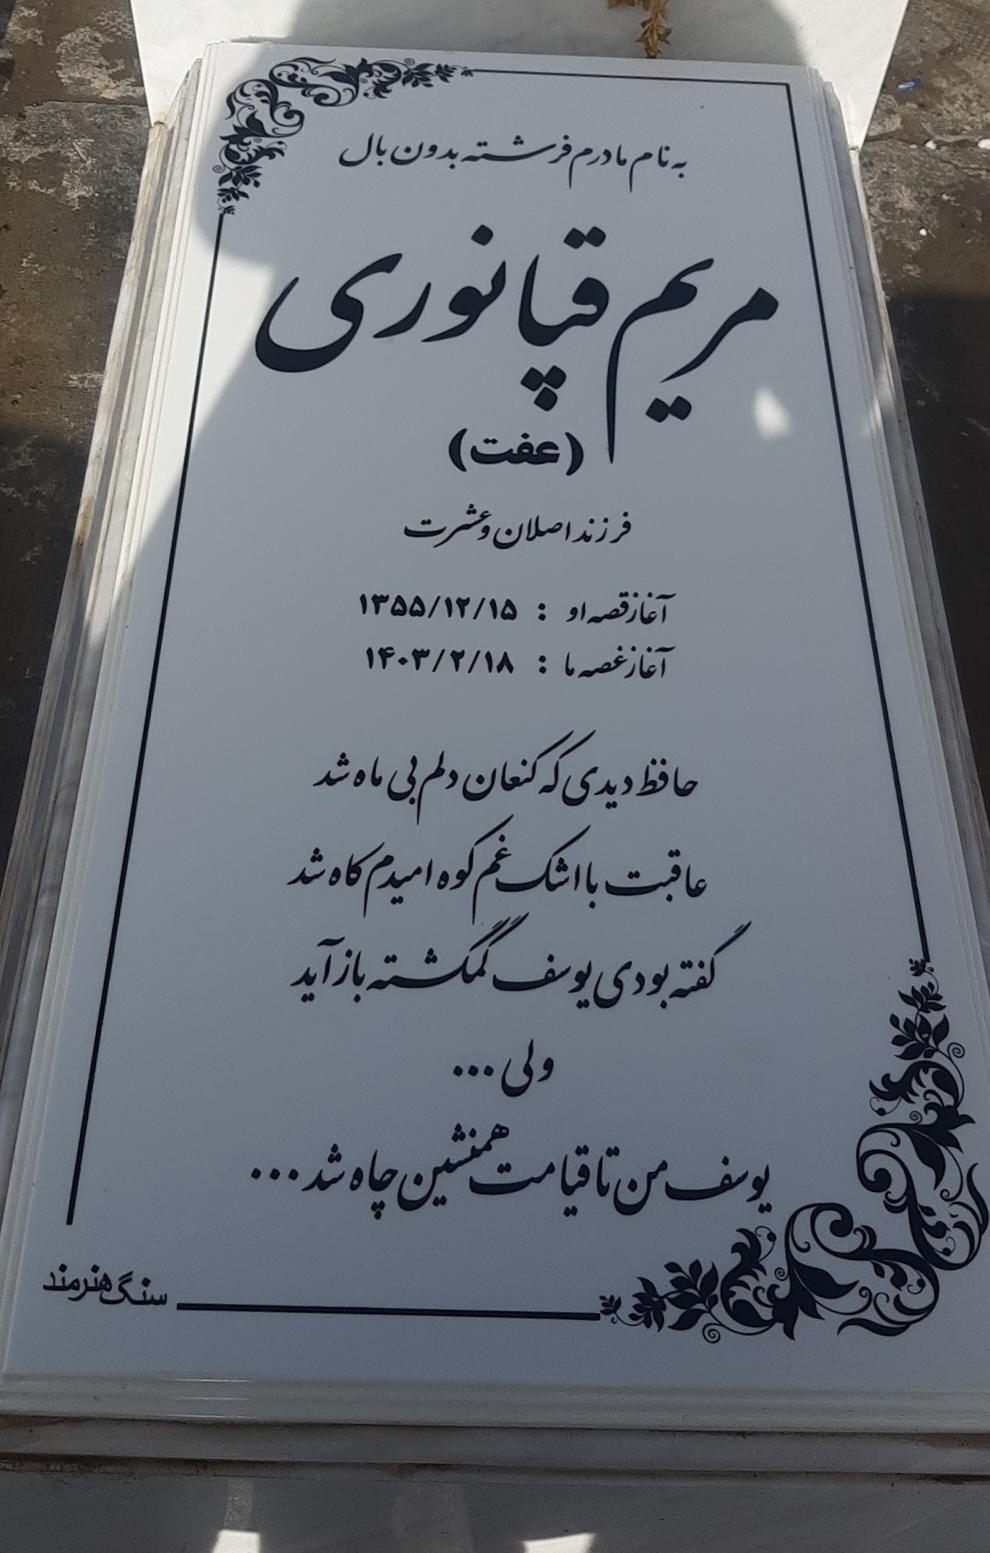 به نام مادرم فرشته بدون بال
مریم قپانوری
(عفت)
فرزند اصلان و عشرت
آغاز قصه او : ۱۳۵۵/۱۲/۱۵
آغاز غصه ما : ۱۴۰۳/۲/۱۸
حافظ دیدی که کنعان دلم بی ماه شد
عاقبت با اشک غم کوه امیدم کاه شد
گفته بودی یوسف گمگشته باز آید
ولی ...
یوسف من تا قیامت همنشین چاه شد ...
سنگ هنرمند